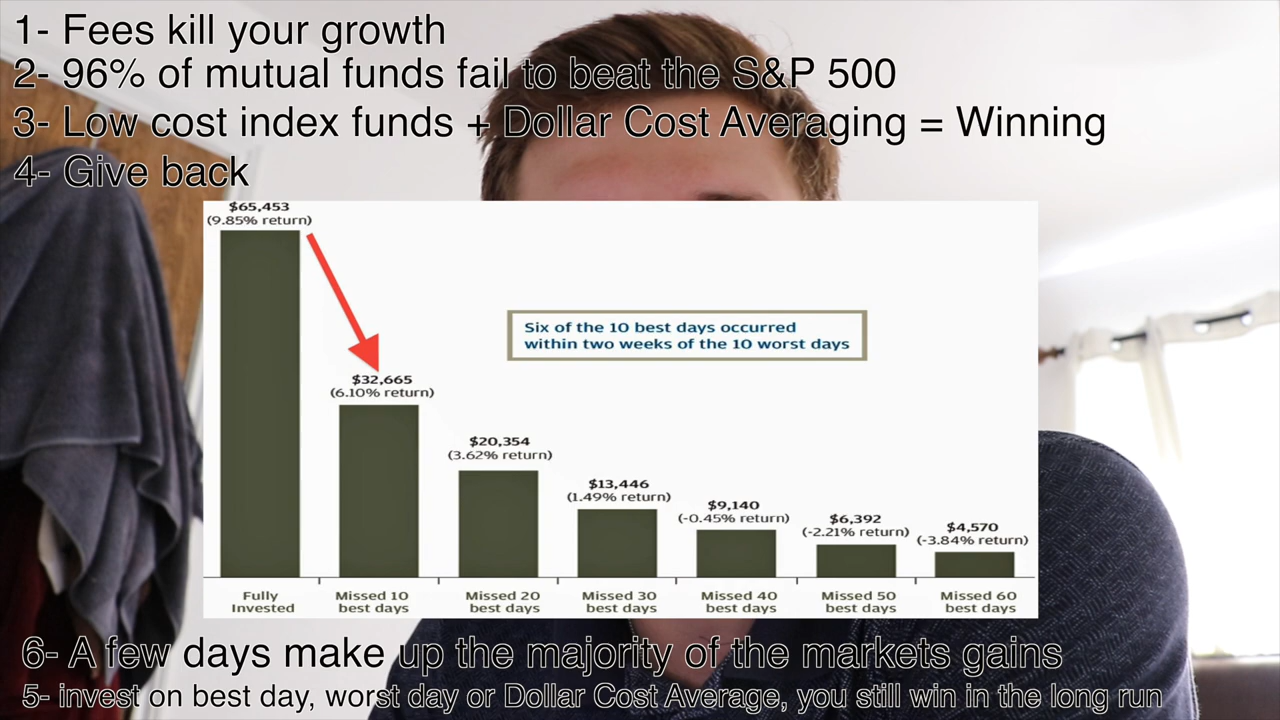 1- Fees kill your growth
2- 96% of mutual funds fail to beat the S&P 500
3- Low cost index funds + Dollar Cost Averaging = Winning
4- Give back
$65,453
(9.85% return)
Six of the 10 best days occurred
within two weeks of the 10 worst days
$32,665
(6.10% return)
$20,354
(3.62% return)
$13,446
(1.49% return)
$9,140
(-0.45% return)
$6,392
(-2.21% return)
$4,570
(-3.84% return)
Fully
Invested
Missed 10
best days
Missed 20
best days
Missed 30
best days
Missed 40
best days
Missed 50
best days
Missed 60
best days
6- A few days make up the majority of the markets gains
5- invest on best day, worst day or Dollar Cost Average, you still win in the long run